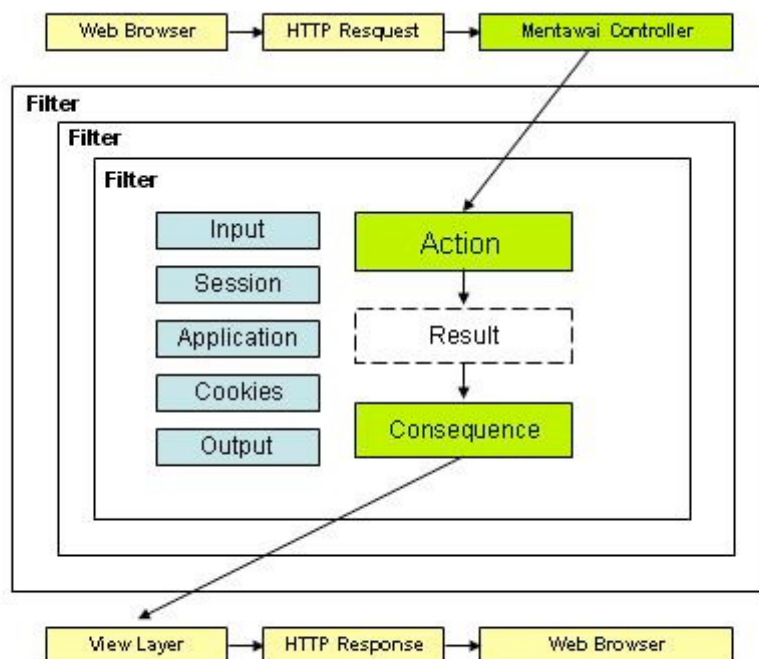 Web Browser
HTTP Resquest
Mentawai Controller
Filter
Filter
Filter
Input
Session
Application
Cookies
Output
Action
Result
Consequence
View Layer
HTTP Response
Web Browser